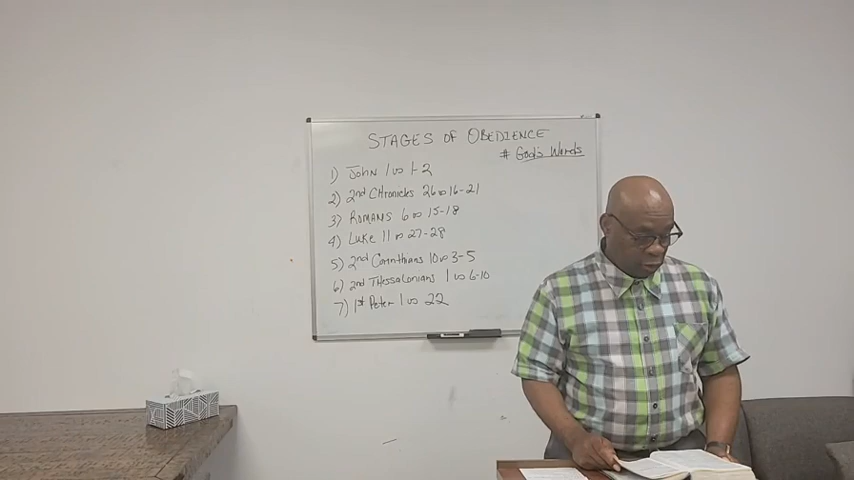 STAGES of OBEDIENCE
# God's Words
1) JOHN 1 vs 1-2
2) 2nd CHronicles 26 vs 16-21
3) ROMANS 6 vs 15-18
4) Luke 11 vs 27-28
5) 2nd Corinthians 10 vs 3-5
6) 2nd THessalonians 1 vs 6-10
7) 1st Peter 1 vs 22